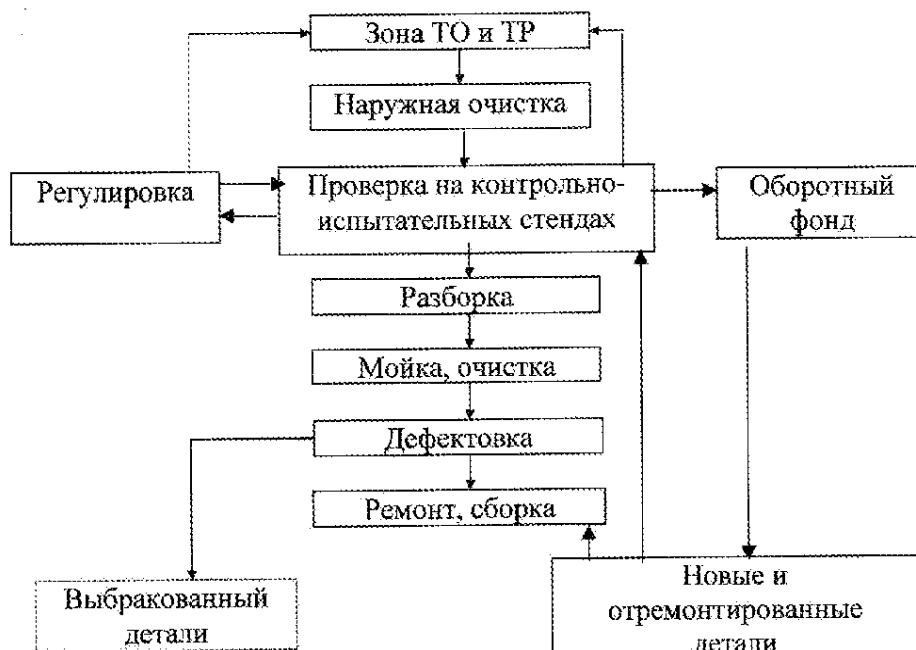 Зона ТО и ТР
Наружная очистка
Регулировка
Проверка на контрольно-
испытательных стендах
Оборотный
фонд
Разборка
Мойка, очистка
Дефектовка
Ремонт, сборка
Выбракованный
детали
Новые и
отремонтированные
детали